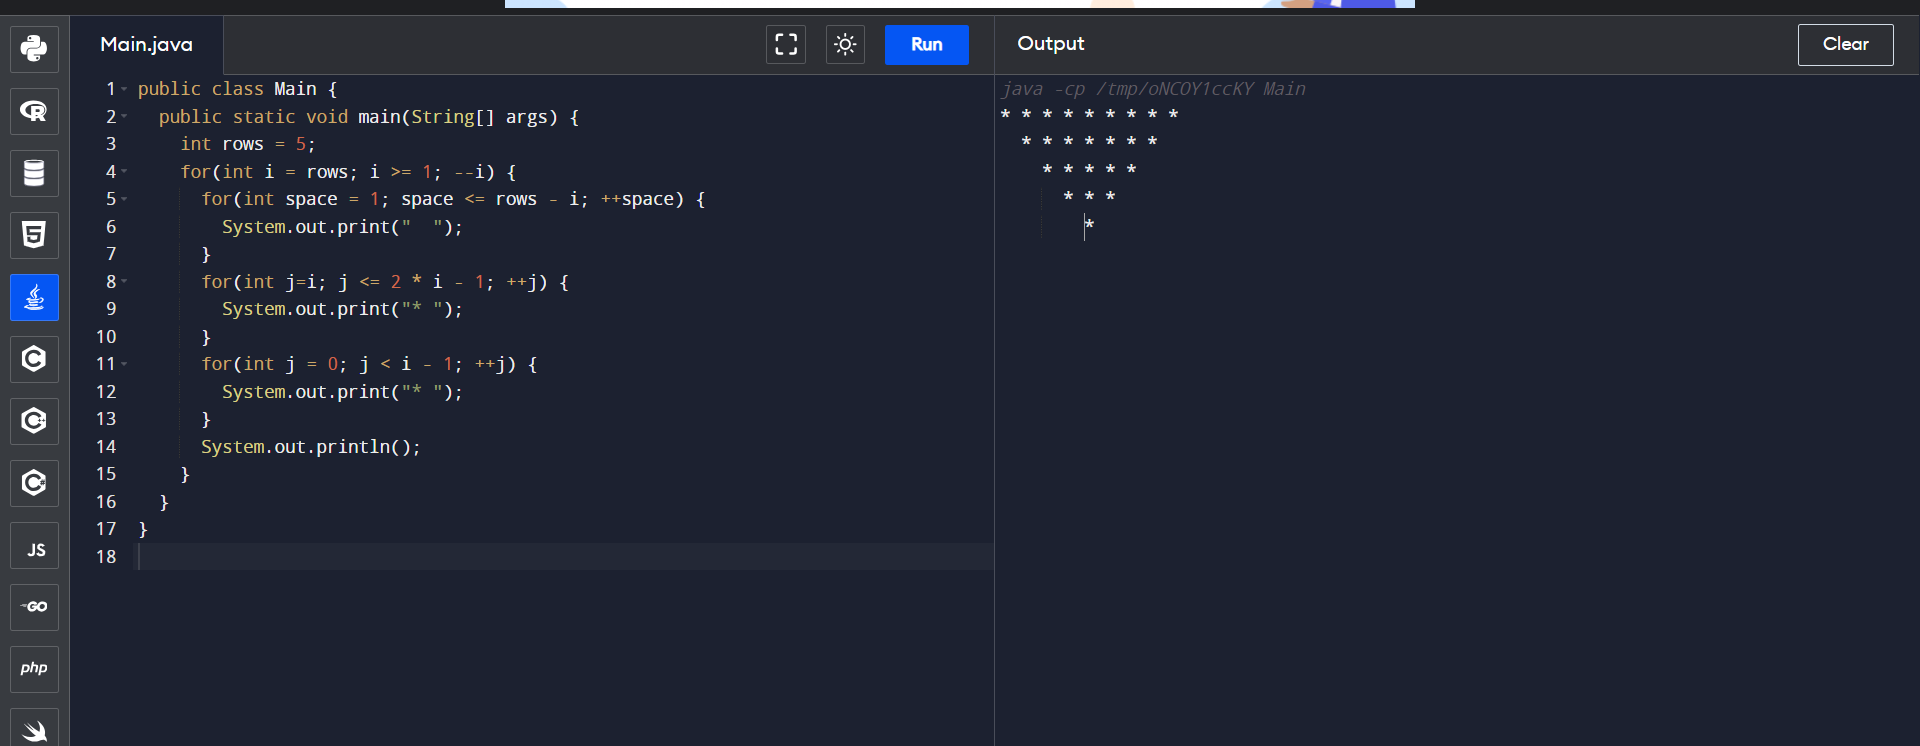 Main.java
Run
Output
Clear
1 public class Main {
2   public static void main(String[] args) {
3     int rows = 5;
4     for(int i = rows; i >= 1; --i) {
5       for(int space = 1; space <= rows - i; ++space) {
6         System.out.print("  ");
7       }
8       for(int j=i; j <= 2 * i - 1; ++j) {
9         System.out.print("* ");
10       }
11       for(int j = 0; j < i - 1; ++j) {
12         System.out.print("* ");
13       }
14       System.out.println();
15     }
16   }
17 }
18
java -cp /tmp/oNCOY1ccKY Main
* * * * * * * * *
  * * * * * * *
    * * * * *
      * * *
        *
R
5
C
C++
C#
JS
GO
php